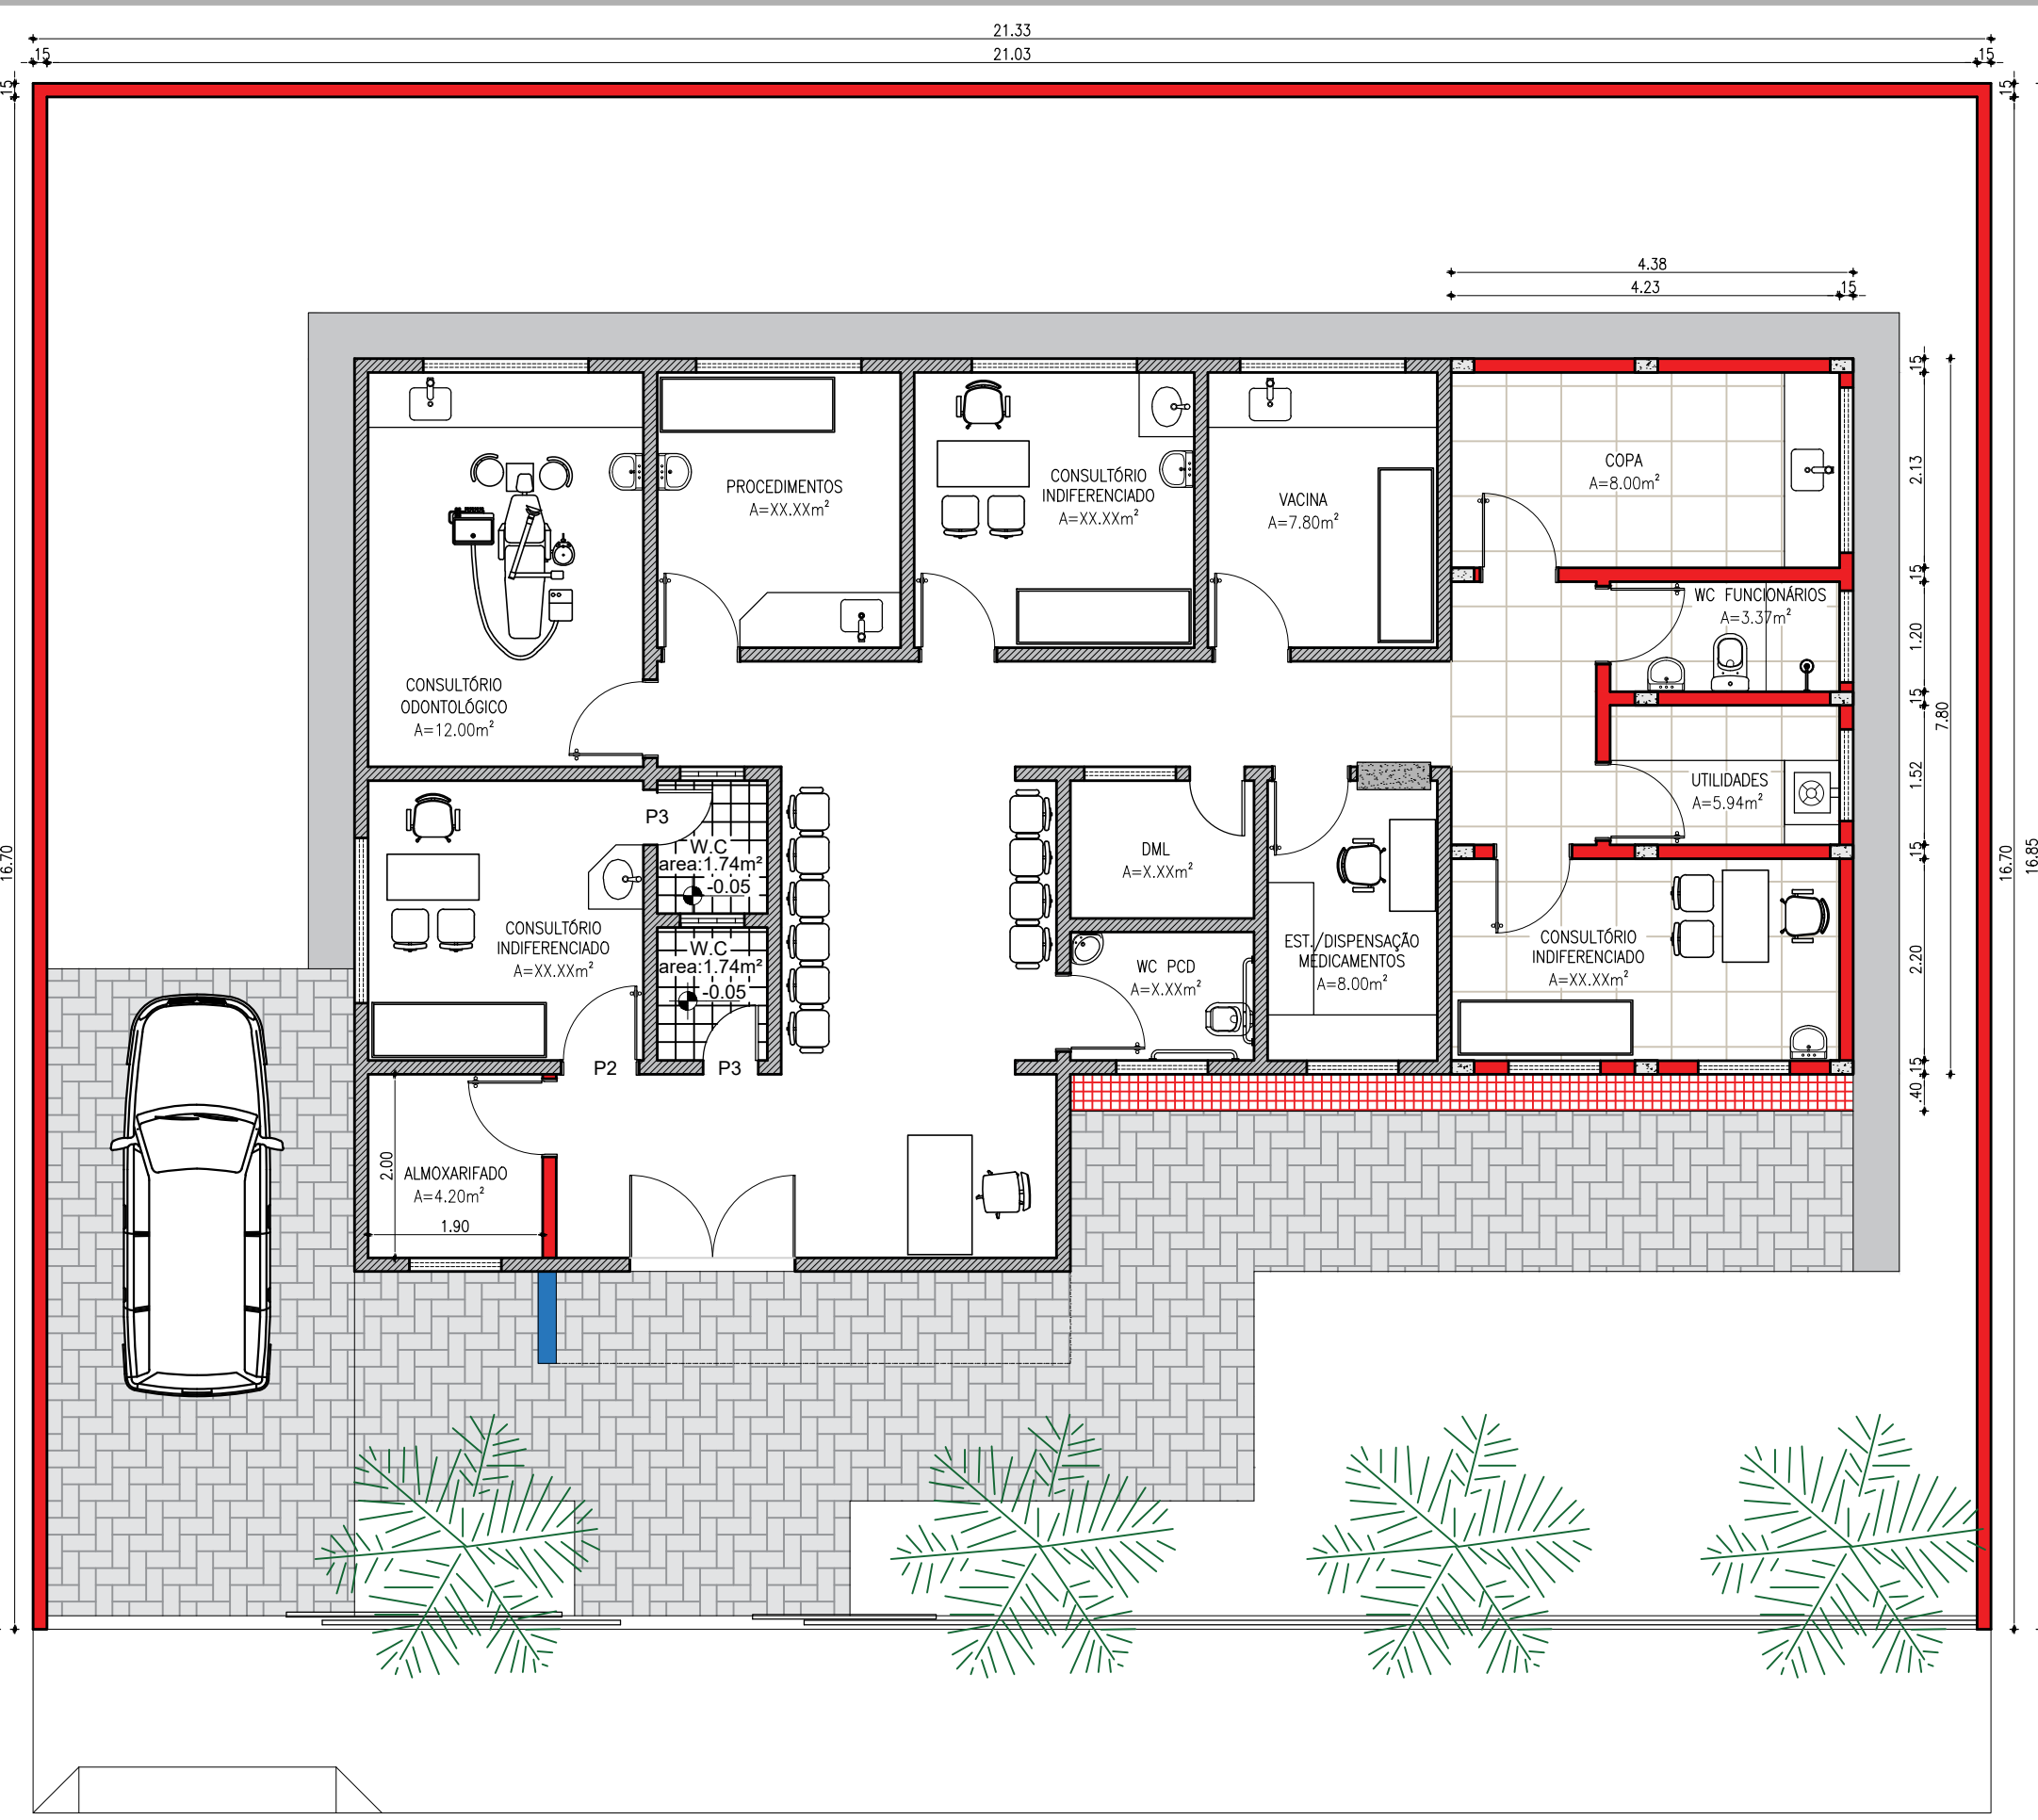 21.33
15
21.03
15
15
15
4.38
4.23
15
15
COPA
A=8.00m²
2.13
PROCEDIMENTOS
A=XX.XXm²
CONSULTÓRIO
INDIFERENCIADO
A=XX.XXm²
VACINA
A=7.80m²
15
WC FUNCIONÁRIOS
A=3.37m²
1.20
CONSULTÓRIO
ODONTOLÓGICO
A=12.00m²
15
7.80
UTILIDADES
A=5.94m²
1.52
P3
W.C
area:1.74m²
-0.05
DML
A=X.XXm²
15
16.70
16.70
16.85
CONSULTÓRIO
INDIFERENCIADO
A=XX.XXm²
W.C
area:1.74m²
-0.05
WC PCD
A=X.XXm²
EST./DISPENSAÇÃO
MEDICAMENTOS
A=8.00m²
CONSULTÓRIO
INDIFERENCIADO
A=XX.XXm²
2.20
P2
P3
15
.40
2.00
ALMOXARIFADO
A=4.20m²
1.90